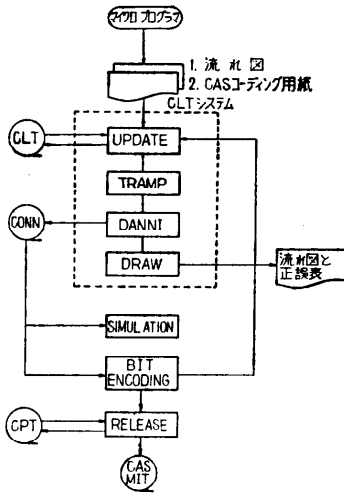 マイクロプログラマ
1. 流れ図
2. CASコーディング用紙
CLTシステム
CLT
UPDATE
TRAMP
CONN
DANNI
DRAW
流れ図と
正誤表
SIMULATION
BIT
ENCODING
CPT
RELEASE
CAS
MIT